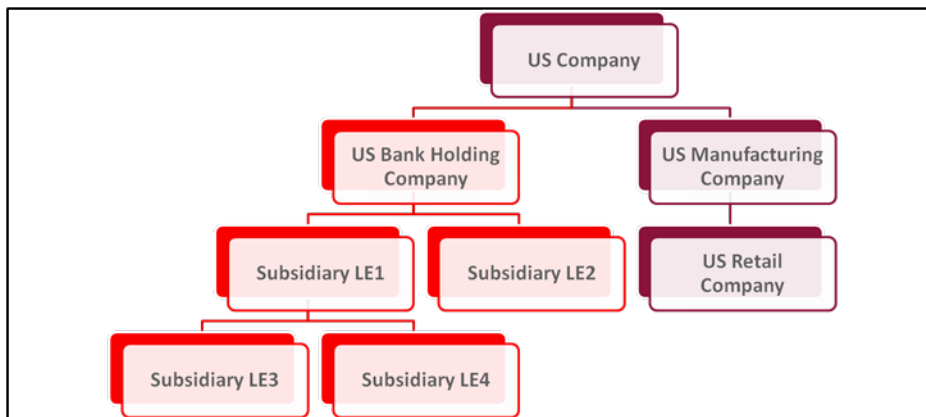 US Company
US Bank Holding
Company
US Manufacturing
Company
Subsidiary LE1
Subsidiary LE2
US Retail
Company
Subsidiary LE3
Subsidiary LE4